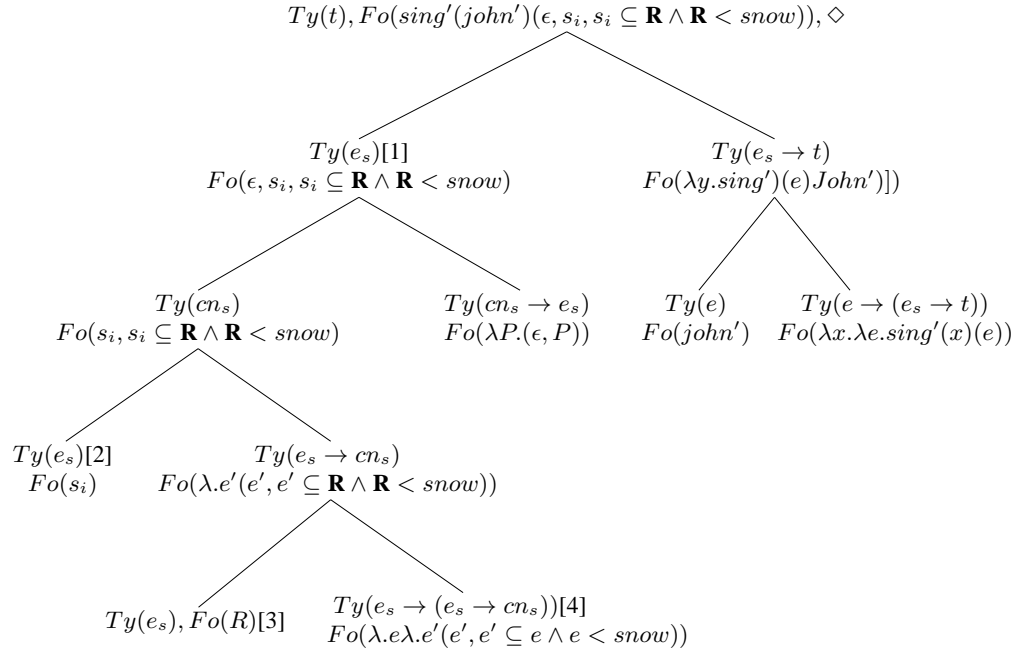 Ty(t), Fo(sing′(john′)(ϵ, s_i, s_i ⊆ R ∧ R < snow)), ◇
Ty(e_s)[1]
Fo(ϵ, s_i, s_i ⊆ R ∧ R < snow)
Ty(e_s → t)
Fo(λy.sing′)(e)John′)])
Ty(cn_s)
Fo(s_i, s_i ⊆ R ∧ R < snow)
Ty(cn_s → e_s)
Fo(λP.(ϵ, P))
Ty(e)
Fo(john′)
Ty(e → (e_s → t))
Fo(λx.λe.sing′(x)(e))
Ty(e_s)[2]
Fo(s_i)
Ty(e_s → cn_s)
Fo(λ.e′(e′, e′ ⊆ R ∧ R < snow))
Ty(e_s), Fo(R)[3]
Ty(e_s → (e_s → cn_s))[4]
Fo(λ.eλ.e′(e′, e′ ⊆ e ∧ e < snow))